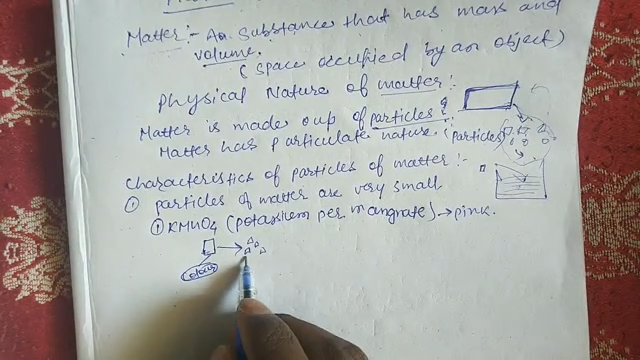 Matter :- An Substance that has mass and
volume.
(Space occupied by an object)
Physical Nature of matter :-
Matter is made oup of particles?
Matter has particulate nature. (particles)
Characteristics of particles of matter :-
① particles of matter are very small
① KMnO4 (potassium per mangrate) → pink.
colour